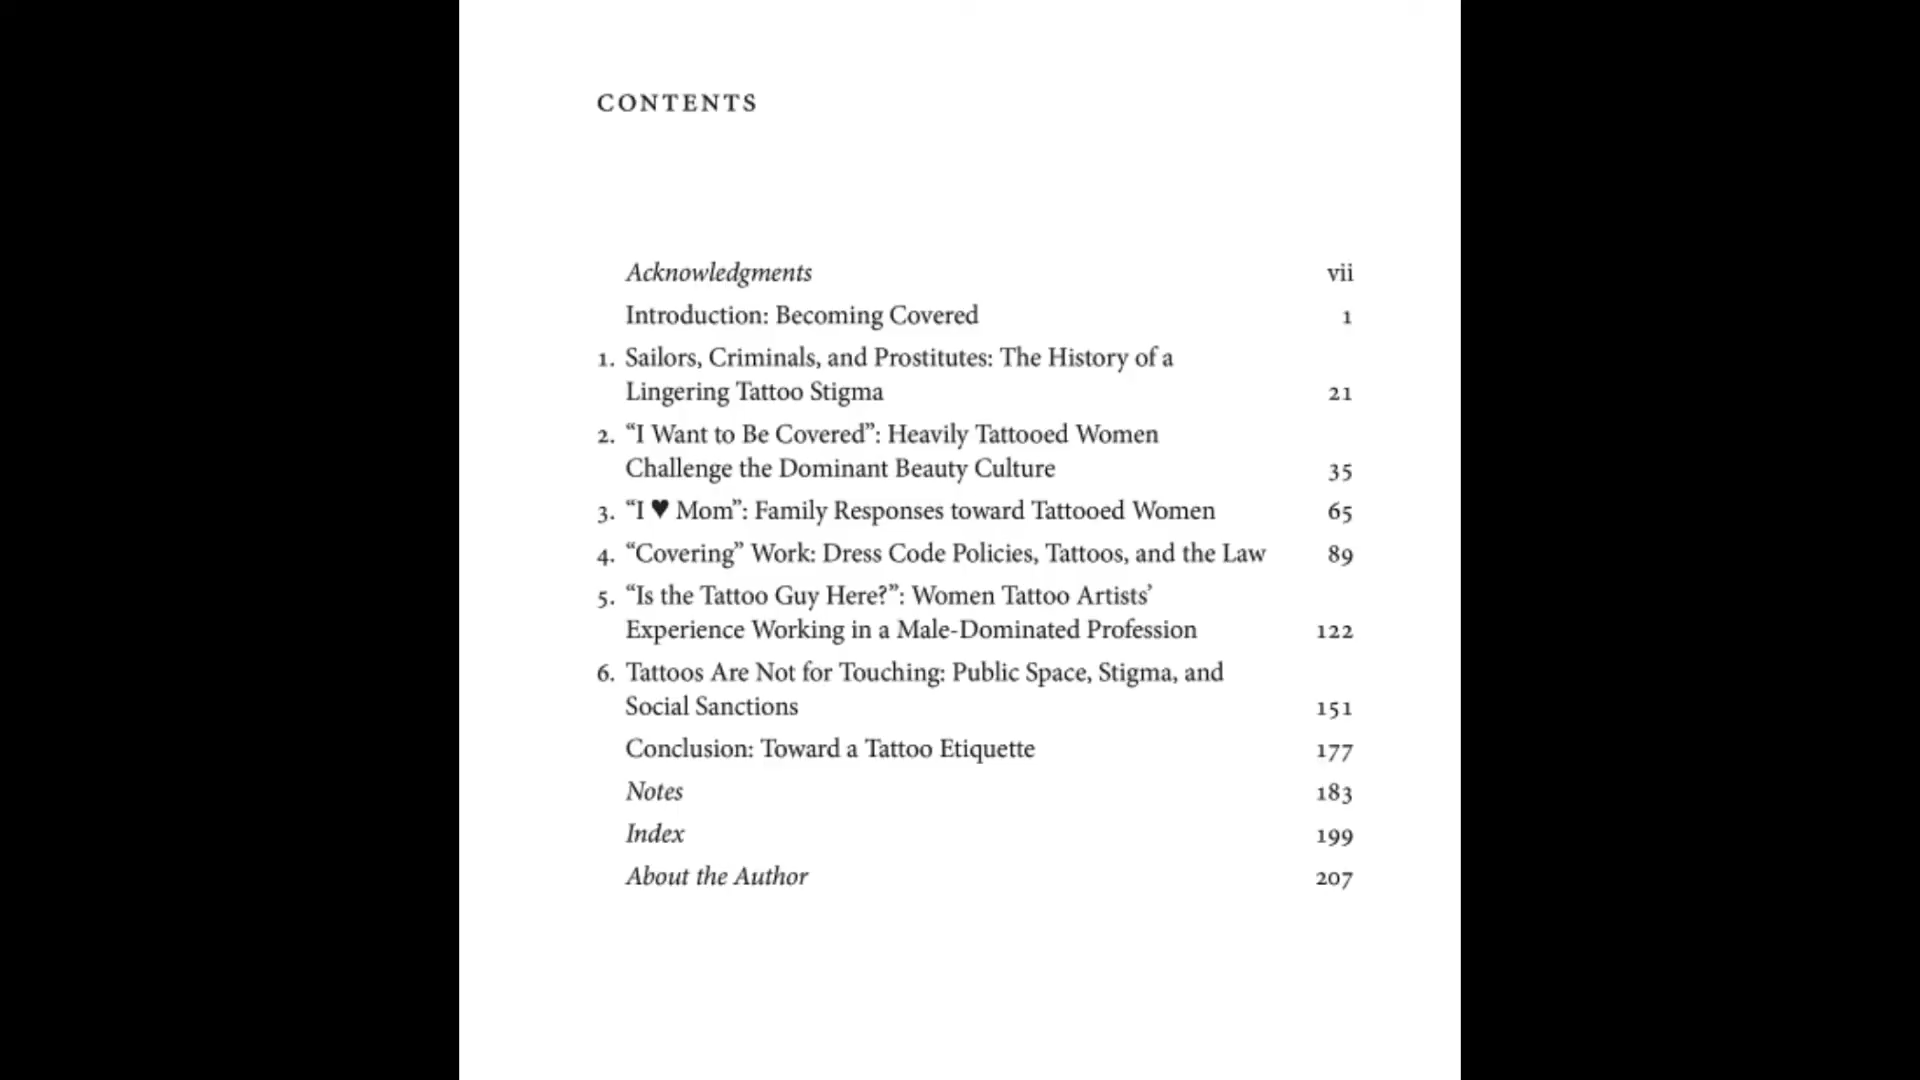 CONTENTS
Acknowledgments vii
Introduction: Becoming Covered 1
1. Sailors, Criminals, and Prostitutes: The History of a
Lingering Tattoo Stigma 21
2. “I Want to Be Covered”: Heavily Tattooed Women
Challenge the Dominant Beauty Culture 35
3. “I ♥ Mom”: Family Responses toward Tattooed Women 65
4. “Covering” Work: Dress Code Policies, Tattoos, and the Law 89
5. “Is the Tattoo Guy Here?”: Women Tattoo Artists’
Experience Working in a Male-Dominated Profession 122
6. Tattoos Are Not for Touching: Public Space, Stigma, and
Social Sanctions 151
Conclusion: Toward a Tattoo Etiquette 177
Notes 183
Index 199
About the Author 207